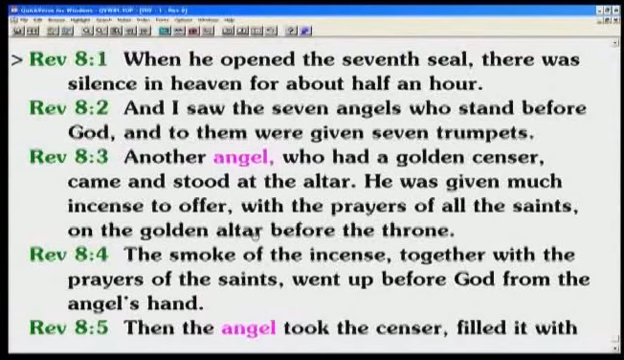 > Rev 8:1 When he opened the seventh seal, there was
silence in heaven for about half an hour.
Rev 8:2 And I saw the seven angels who stand before
God, and to them were given seven trumpets.
Rev 8:3 Another angel, who had a golden censer,
came and stood at the altar. He was given much
incense to offer, with the prayers of all the saints,
on the golden altar before the throne.
Rev 8:4 The smoke of the incense, together with the
prayers of the saints, went up before God from the
angel's hand.
Rev 8:5 Then the angel took the censer, filled it with